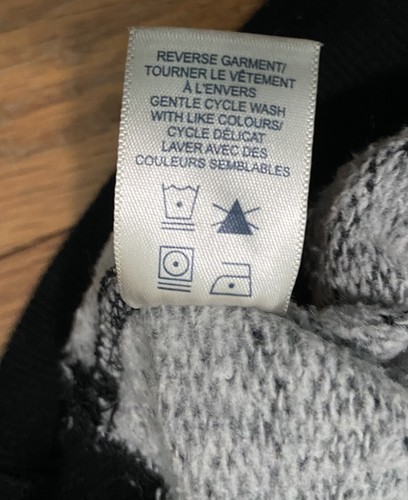 REVERSE GARMENT/
TOURNER LE VÊTEMENT
À L'ENVERS
GENTLE CYCLE WASH
WITH LIKE COLOURS/
CYCLE DÉLICAT
LAVER AVEC DES
COULEURS SEMBLABLES